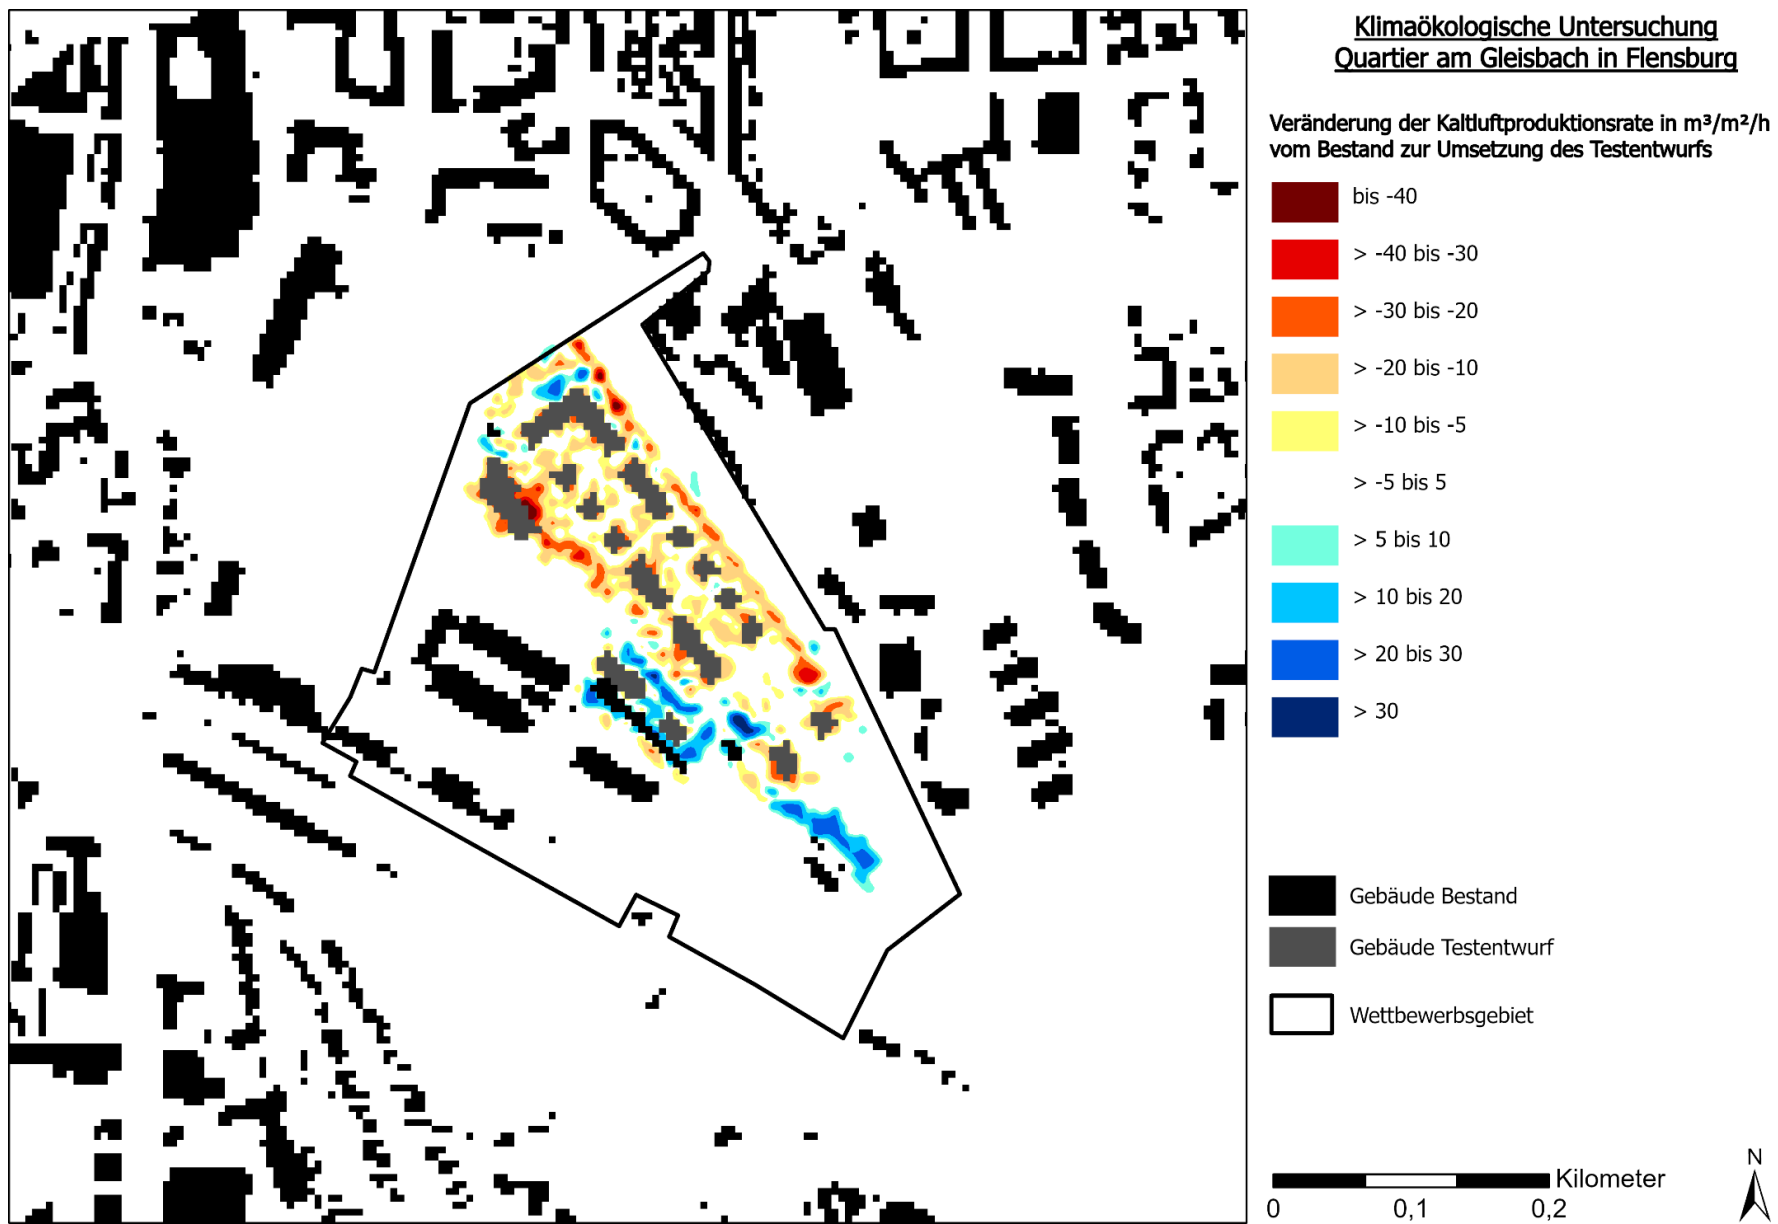 Klimaökologische Untersuchung
Quartier am Gleisbach in Flensburg
Veränderung der Kaltluftproduktionsrate in m³/m²/h
vom Bestand zur Umsetzung des Testentwurfs
bis -40
> -40 bis -30
> -30 bis -20
> -20 bis -10
> -10 bis -5
> -5 bis 5
> 5 bis 10
> 10 bis 20
> 20 bis 30
> 30
Gebäude Bestand
Gebäude Testentwurf
Wettbewerbsgebiet
N
Kilometer
0 0,1 0,2